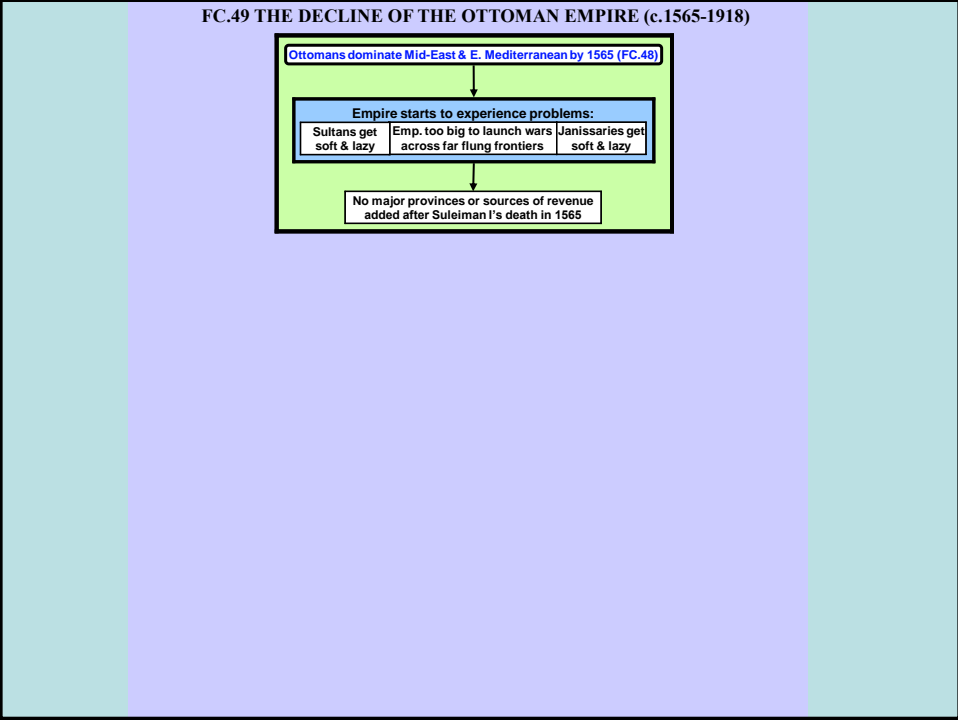 FC.49 THE DECLINE OF THE OTTOMAN EMPIRE (c.1565-1918)
Ottomans dominate Mid-East & E. Mediterranean by 1565 (FC.48)
Empire starts to experience problems:
Sultans get
soft & lazy
Emp. too big to launch wars
across far flung frontiers
Janissaries get
soft & lazy
No major provinces or sources of revenue
added after Suleiman I's death in 1565